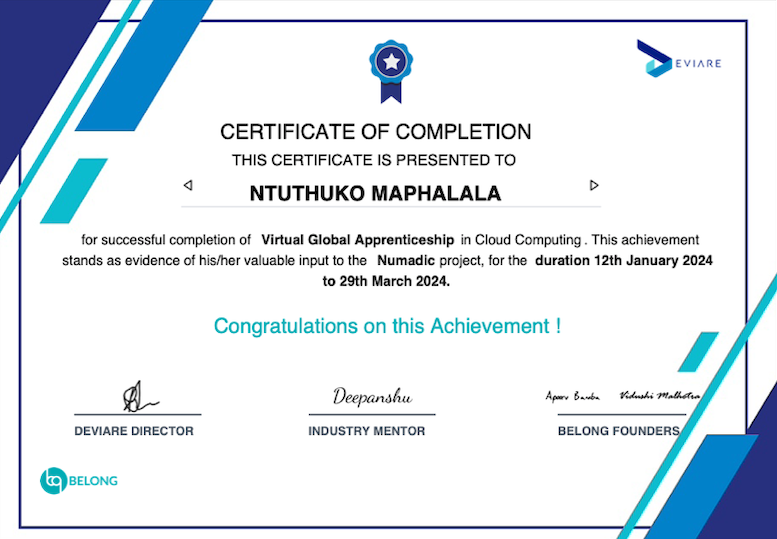 EVIARE
CERTIFICATE OF COMPLETION
THIS CERTIFICATE IS PRESENTED TO
NTUTHUKO MAPHALALA
for successful completion of Virtual Global Apprenticeship in Cloud Computing . This achievement
stands as evidence of his/her valuable input to the Numadic project, for the duration 12th January 2024
to 29th March 2024.
Congratulations on this Achievement !
Deepanshu
Vidushi Malhotra
DEVIARE DIRECTOR
INDUSTRY MENTOR
BELONG FOUNDERS
BELONG